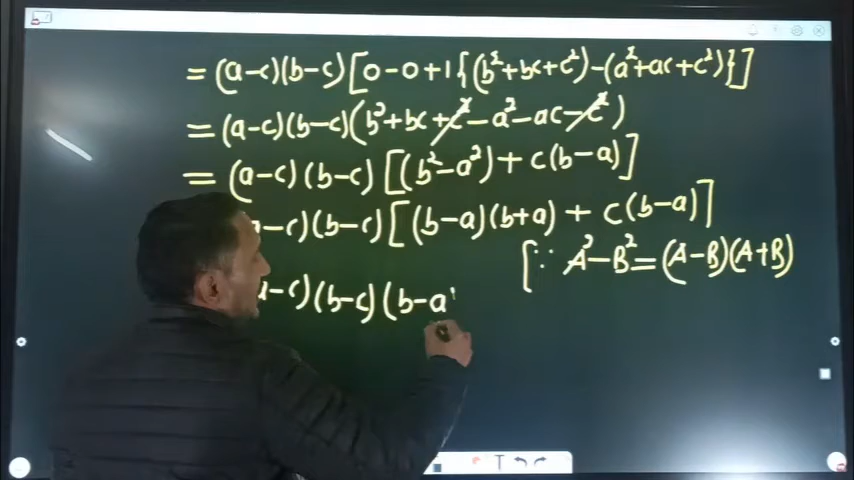 = (a-c)(b-c)[0-0+1{(b²+bc+c²)-(a²+ac+c²)}]
= (a-c)(b-c)(b²+bc+c²-a²-ac-c²)
= (a-c)(b-c)[(b²-a²)+c(b-a)]
a-c)(b-c)[(b-a)(b+a)+c(b-a)]
[∵ A²-B²=(A-B)(A+B)
a-c)(b-c)(b-a
T